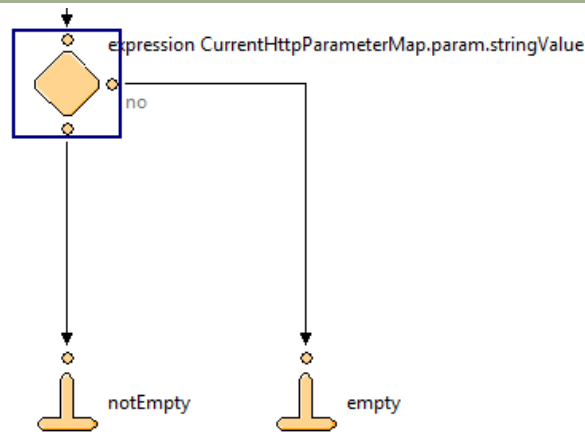 expression CurrentHttpParameterMap.param.stringValue
no
notEmpty
empty